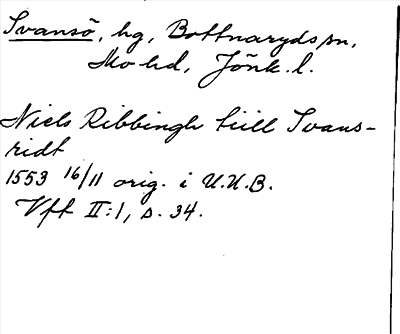 Svansö, hg, Bottnaryds sn,
Mo hd, Jönk. l.
Niels Ribbingh till Svans-
ridt
1553 16/11 orig. i U.U.B.
Vft II:1, s. 34.